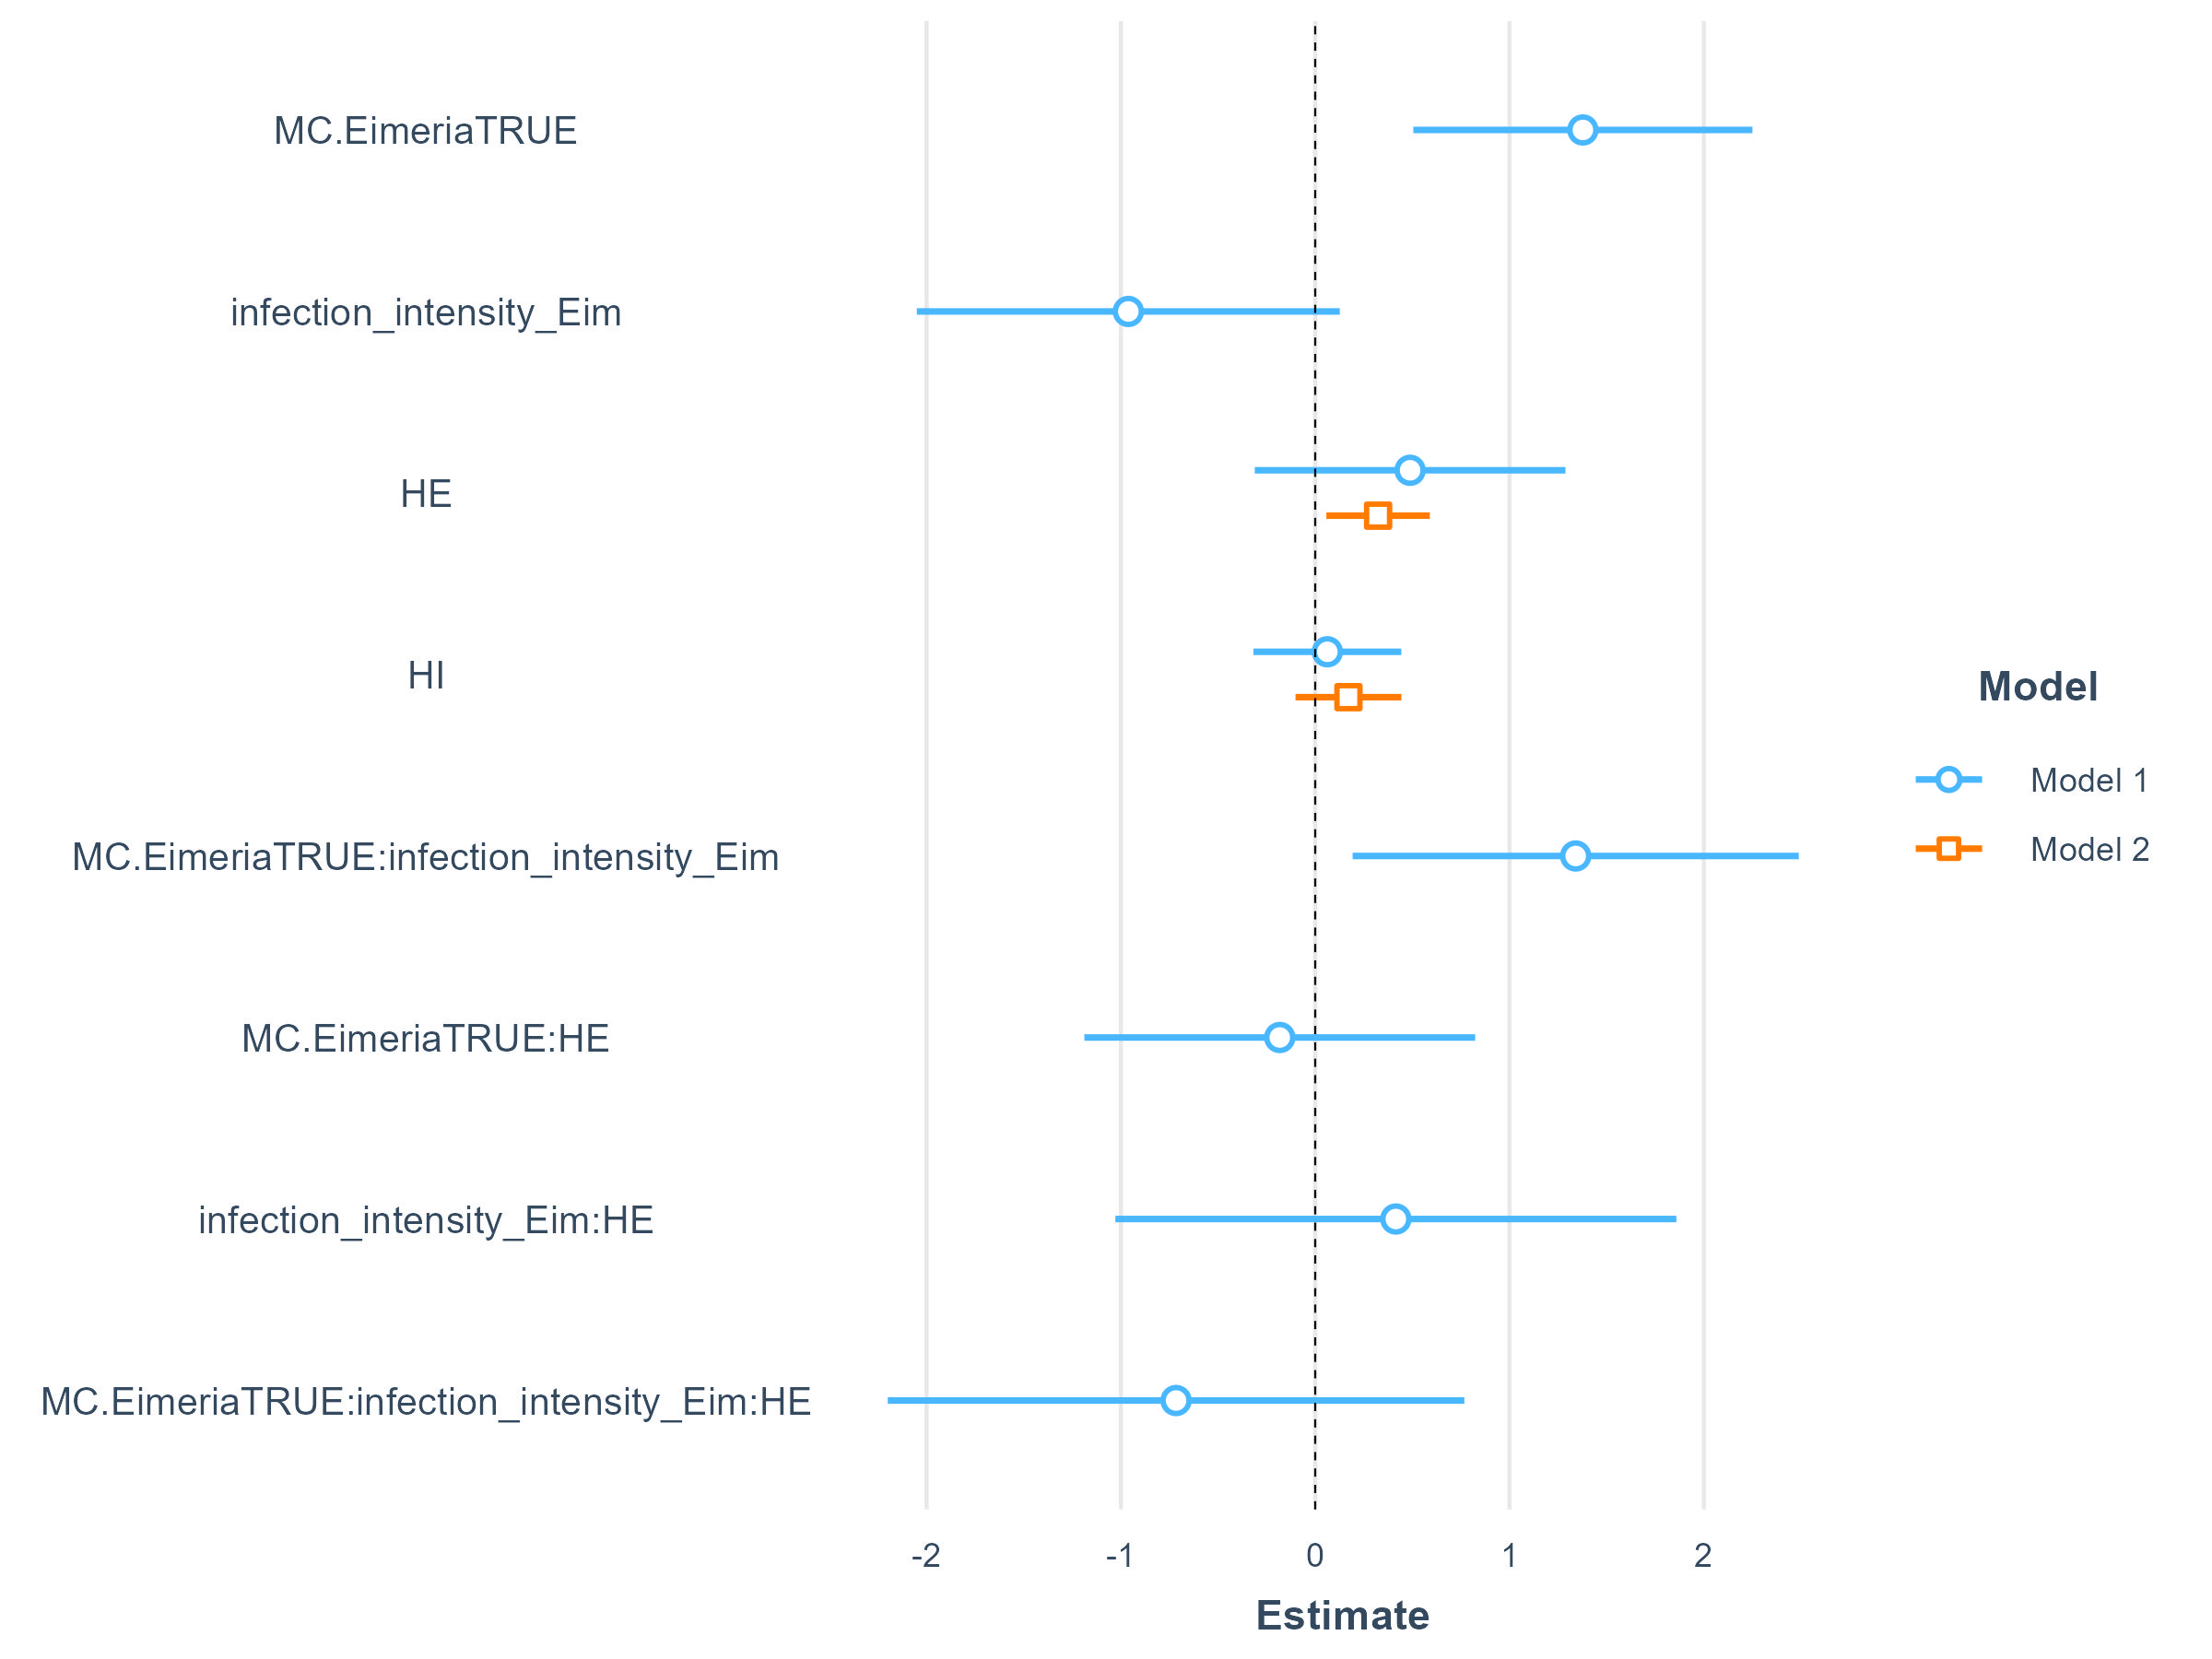 MC.EimeriaTRUE
infection_intensity_Eim
HE
HI
MC.EimeriaTRUE:infection_intensity_Eim
MC.EimeriaTRUE:HE
infection_intensity_Eim:HE
MC.EimeriaTRUE:infection_intensity_Eim:HE
-2 -1 0 1 2
Estimate
Model
Model 1
Model 2